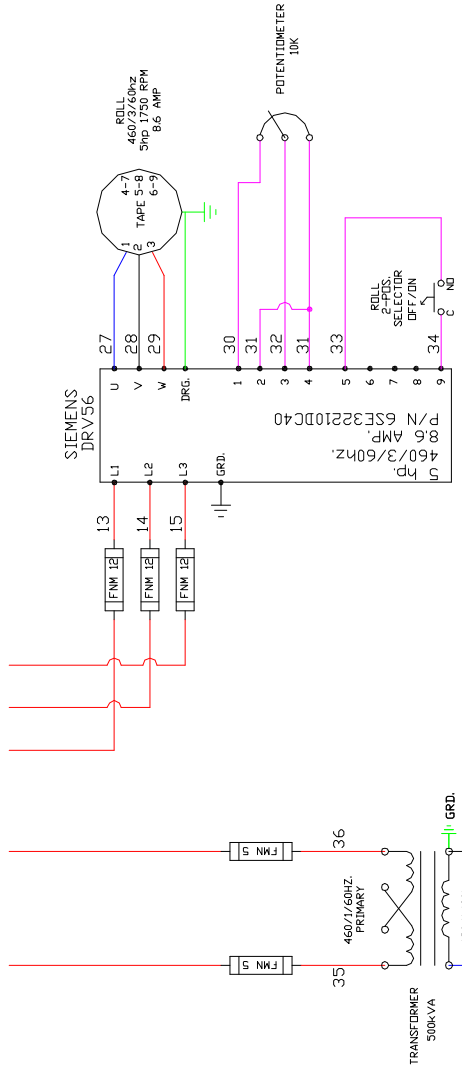 ROLL
460/3/60hz
5hp 1750 RPM
8.6 AMP
POTENTIOMETER
10K
4-7
TAPE 5-8
6-9
1
2
3
27
28
29
30
31
32
31
33
34
ROLL
2-POS.
SELECTOR
OFF/ON
C
NO
SIEMENS
DRV56
U
V
W
DRG.
1
2
3
4
5
6
7
8
9
5 hp.
460/3/60hz.
8.6 AMP.
P/N 6SE32210DC40
L1
L2
L3
GRD.
13
14
15
FNM 12
FNM 12
FNM 12
FMN 5
FMN 5
36
35
460/1/60HZ.
PRIMARY
GRD.
TRANSFORMER
500kVA